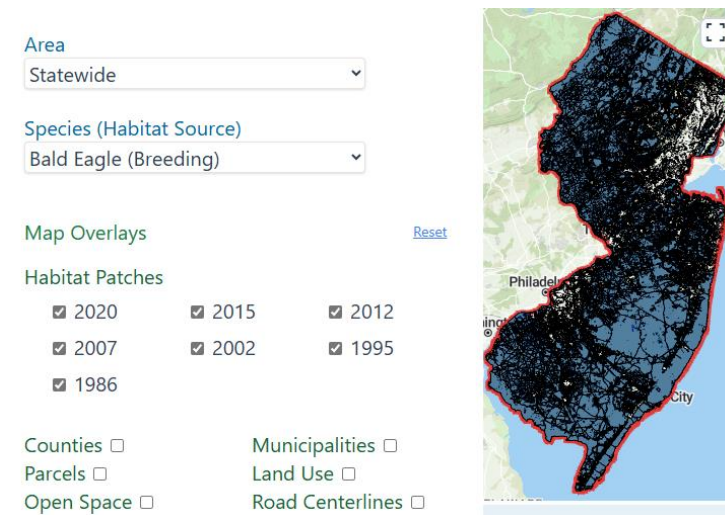 Area
Statewide
Species (Habitat Source)
Bald Eagle (Breeding)
Map Overlays
Reset
Habitat Patches
2020
2015
2012
2007
2002
1995
1986
Counties
Municipalities
Parcels
Land Use
Open Space
Road Centerlines
Philadel
City